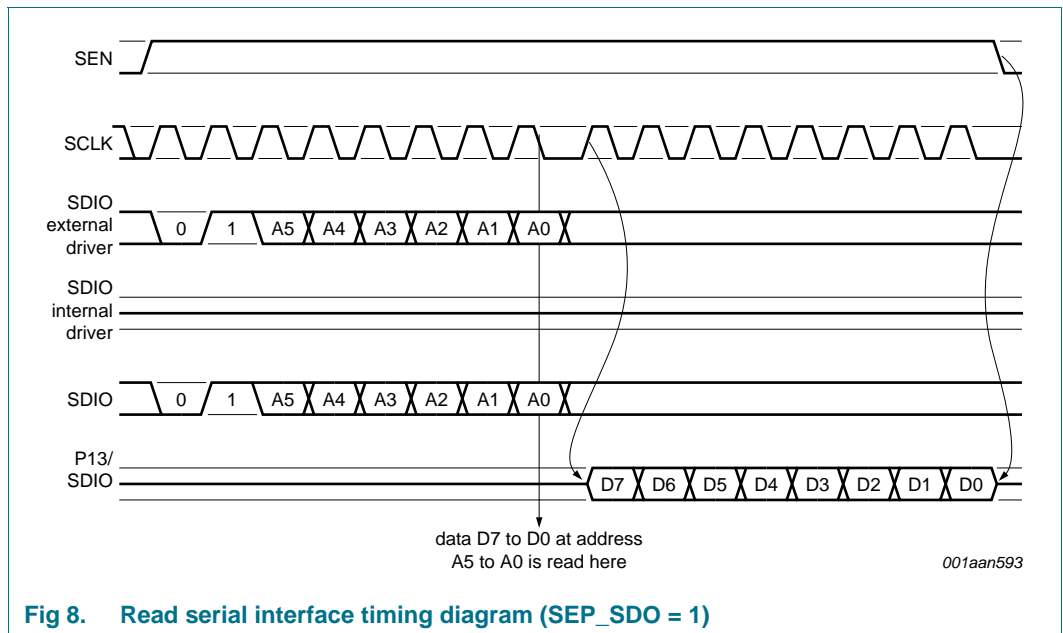 SEN
SCLK
SDIO
external
driver
0 1 A5 A4 A3 A2 A1 A0
SDIO
internal
driver
SDIO
0 1 A5 A4 A3 A2 A1 A0
P13/
SDIO
D7 D6 D5 D4 D3 D2 D1 D0
data D7 to D0 at address
A5 to A0 is read here
001aan593
Fig 8. Read serial interface timing diagram (SEP_SDO = 1)